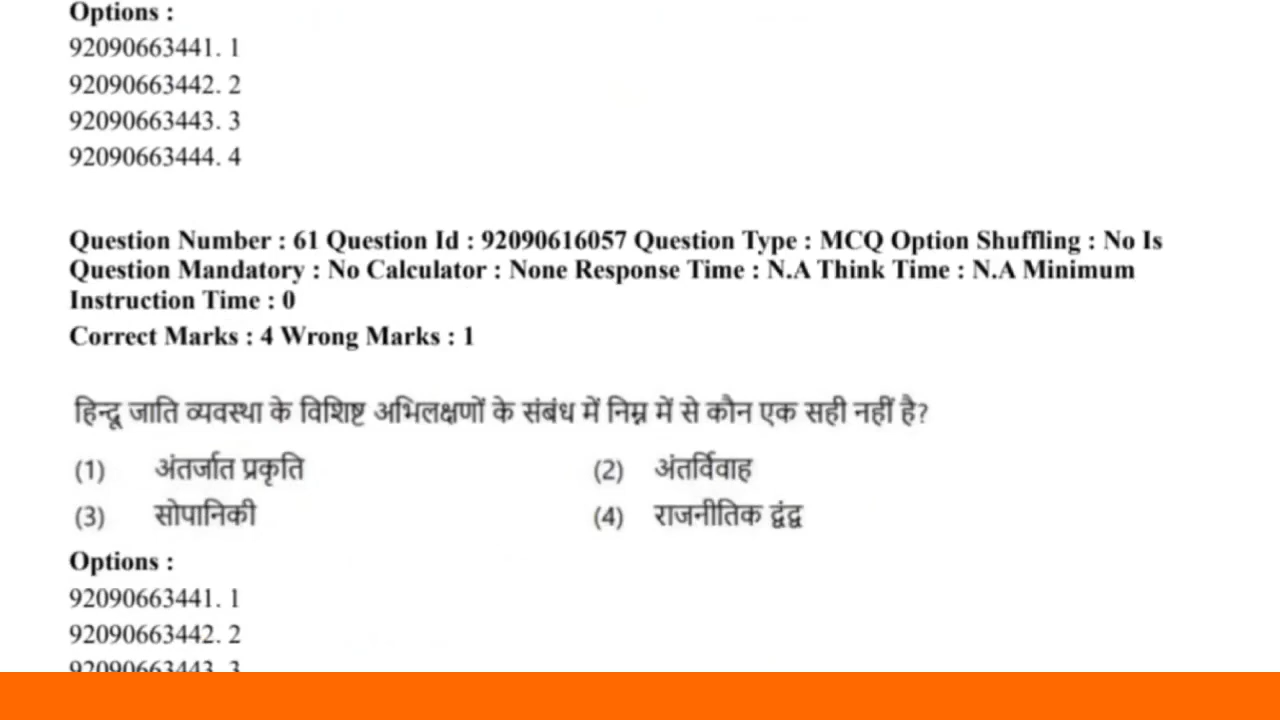 Options :
92090663441. 1
92090663442. 2
92090663443. 3
92090663444. 4
Question Number : 61 Question Id : 92090616057 Question Type : MCQ Option Shuffling : No Is
Question Mandatory : No Calculator : None Response Time : N.A Think Time : N.A Minimum
Instruction Time : 0
Correct Marks : 4 Wrong Marks : 1
हिन्दू जाति व्यवस्था के विशिष्ट अभिलक्षणों के संबंध में निम्न में से कौन एक सही नहीं है?
(1) अंतर्जात प्रकृति (2) अंतर्विवाह
(3) सोपानिकी (4) राजनीतिक द्वंद्व
Options :
92090663441. 1
92090663442. 2
92090663443. 3